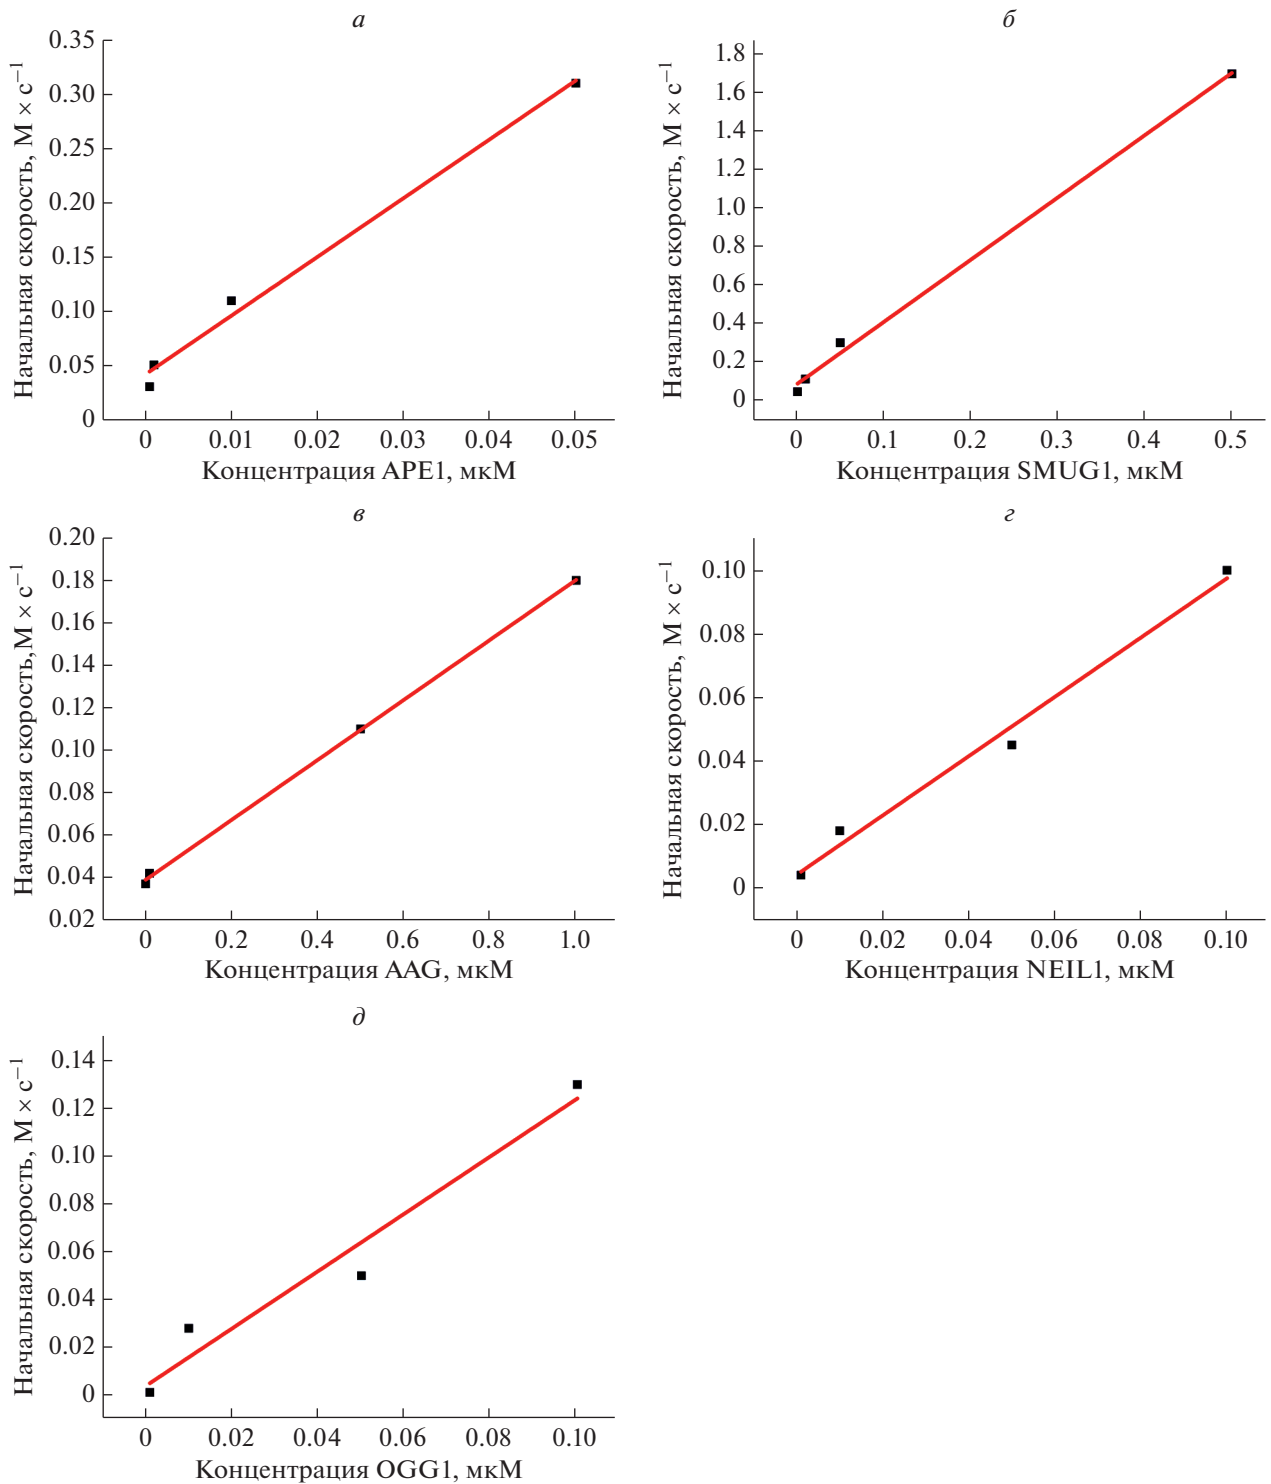 а
Начальная скорость, М × с⁻¹
0.35
0.30
0.25
0.20
0.15
0.10
0.05
0
0 0.01 0.02 0.03 0.04 0.05
Концентрация APE1, мкМ
б
Начальная скорость, М × с⁻¹
1.8
1.6
1.4
1.2
1.0
0.8
0.6
0.4
0.2
0
0 0.1 0.2 0.3 0.4 0.5
Концентрация SMUG1, мкМ
в
Начальная скорость,М × с⁻¹
0.20
0.18
0.16
0.14
0.12
0.10
0.08
0.06
0.04
0.02
0 0.2 0.4 0.6 0.8 1.0
Концентрация AAG, мкМ
г
Начальная скорость, М × с⁻¹
0.10
0.08
0.06
0.04
0.02
0
0 0.02 0.04 0.06 0.08 0.10
Концентрация NEIL1, мкМ
д
Начальная скорость, М × с⁻¹
0.14
0.12
0.10
0.08
0.06
0.04
0.02
0
0 0.02 0.04 0.06 0.08 0.10
Концентрация OGG1, мкМ